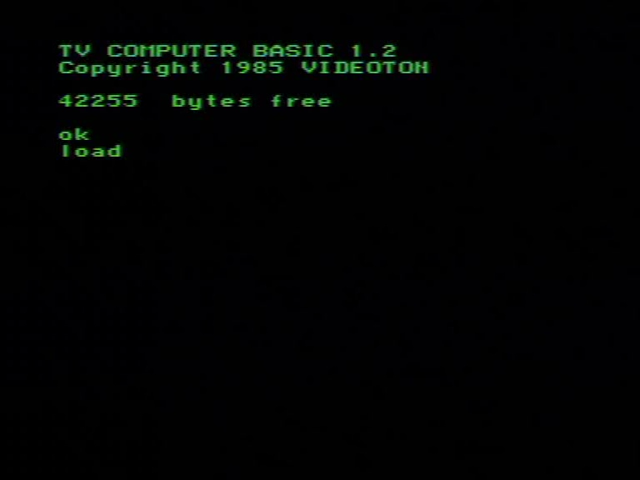 TV COMPUTER BASIC 1.2
Copyright 1985 VIDEOTON
42255 bytes free
ok
load